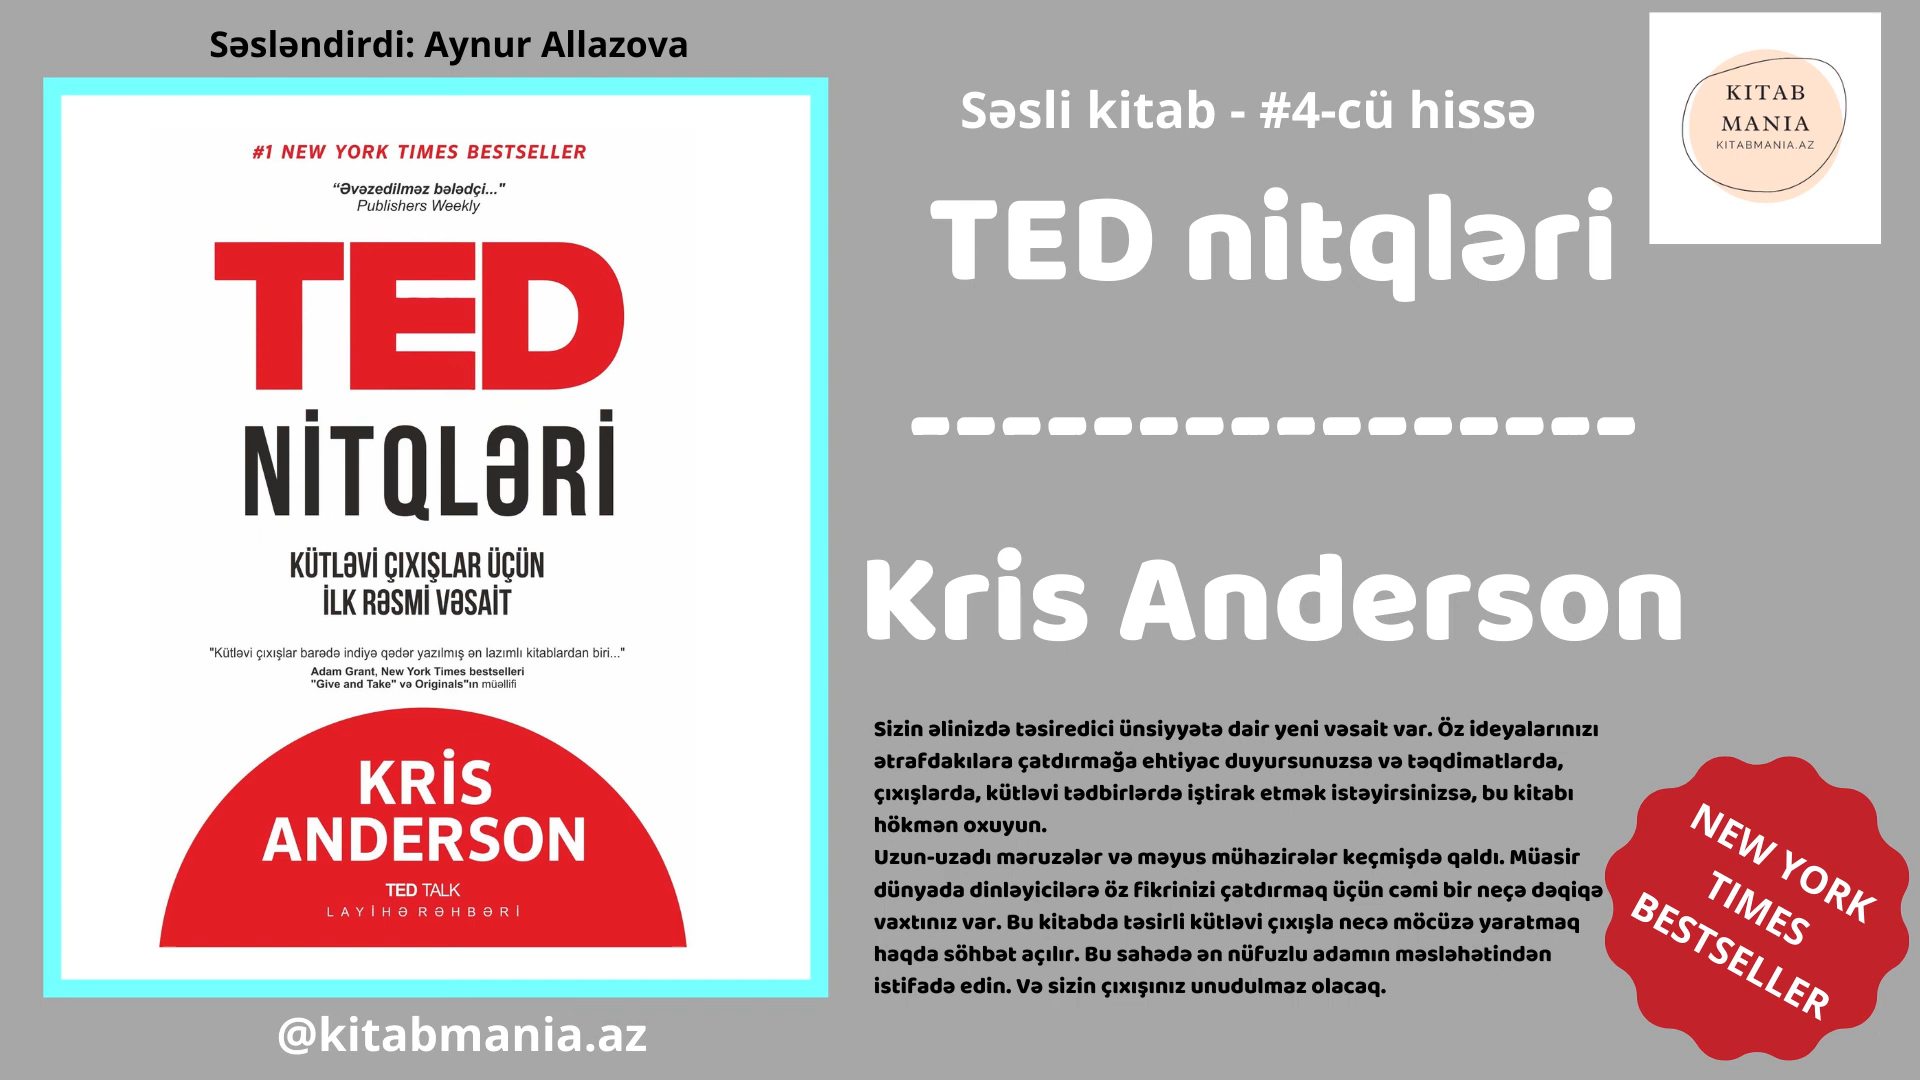 Səsləndirdi: Aynur Allazova
#1 NEW YORK TIMES BESTSELLER
“Əvəzedilməz bələdçi..."
Publishers Weekly
TED
NİTQLƏRİ
KÜTLƏVİ ÇIXIŞLAR ÜÇÜN
İLK RƏSMİ VƏSAİT
"Kütləvi çıxışlar barədə indiyə qədər yazılmış ən lazımlı kitablardan biri..."
Adam Grant, New York Times bestselleri
"Give and Take" və Originals"ın müəllifi
KRİS
ANDERSON
TED TALK
LAYİHƏ RƏHBƏRİ
@kitabmania.az
Səsli kitab - #4-cü hissə
TED nitqləri
----------------
Kris Anderson
Sizin əlinizdə təsiredici ünsiyyətə dair yeni vəsait var. Öz ideyalarınızı
ətrafdakılara çatdırmağa ehtiyac duyursunuzsa və təqdimatlarda,
çıxışlarda, kütləvi tədbirlərdə iştirak etmək istəyirsinizsə, bu kitabı
hökmən oxuyun.
Uzun-uzadı məruzələr və məyus mühazirələr keçmişdə qaldı. Müasir
dünyada dinləyicilərə öz fikrinizi çatdırmaq üçün cəmi bir neçə dəqiqə
vaxtınız var. Bu kitabda təsirli kütləvi çıxışla necə möcüzə yaratmaq
haqda söhbət açılır. Bu sahədə ən nüfuzlu adamın məsləhətindən
istifadə edin. Və sizin çıxışınız unudulmaz olacaq.
KITAB
MANIA
KITABMANIA.AZ
NEW YORK
TIMES
BESTSELLER